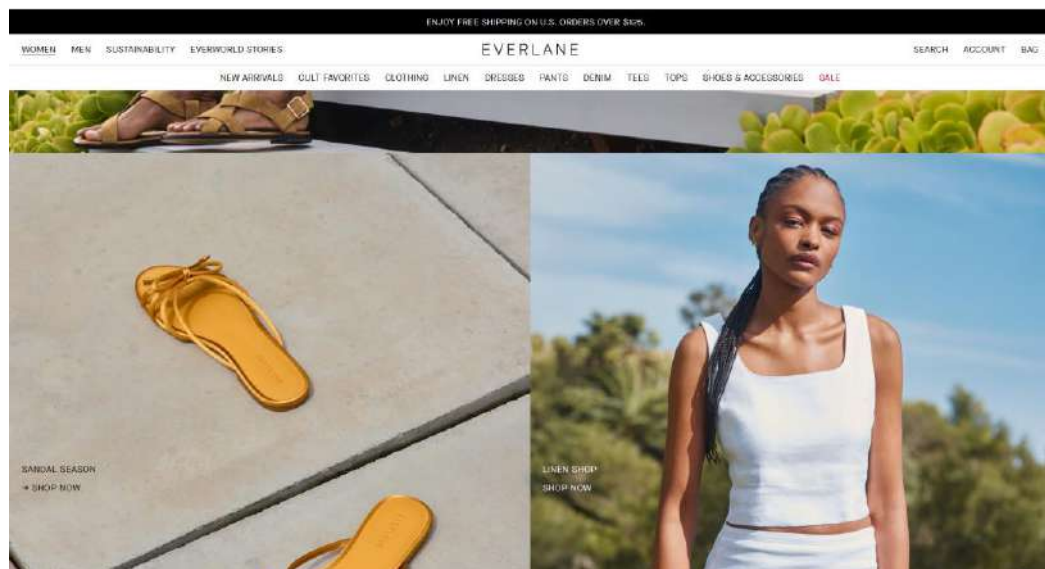 ENJOY FREE SHIPPING ON U.S. ORDERS OVER $125.
WOMEN MEN SUSTAINABILITY EVERWORLD STORIES EVERLANE SEARCH ACCOUNT BAG
NEW ARRIVALS CULT FAVORITES CLOTHING LINEN DRESSES PANTS DENIM TEES TOPS SHOES & ACCESSORIES SALE
SANDAL SEASON
→ SHOP NOW
LINEN SHOP
SHOP NOW